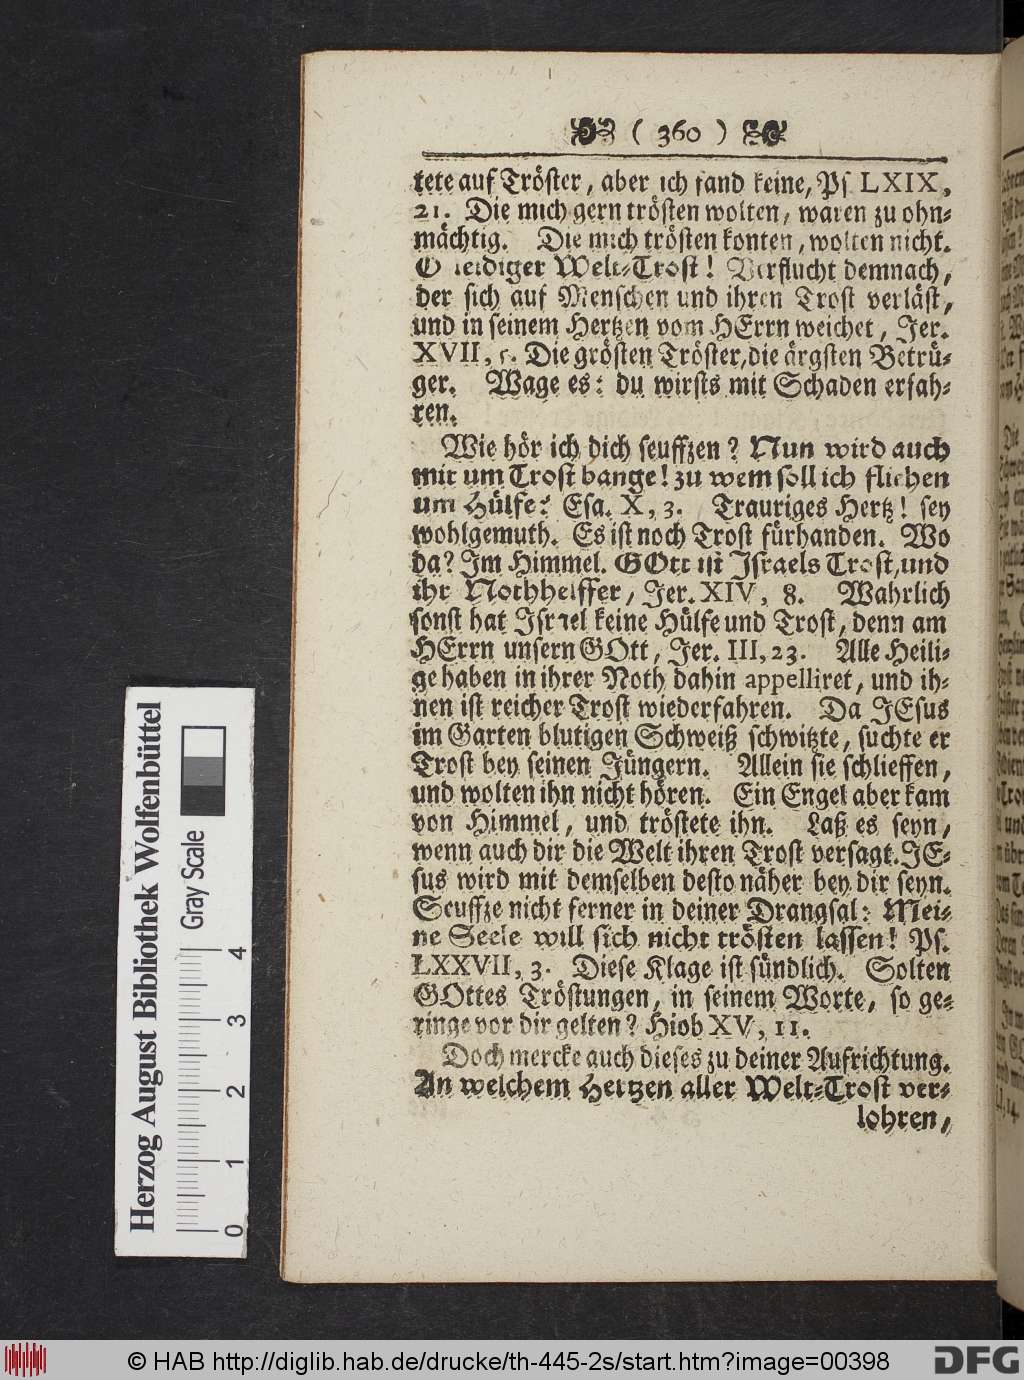 ( 360 )
tete auf Tröster, aber ich fand keine, Ps. LXIX,
21. Die mich gern trösten wolten, waren zu ohn-
mächtig. Die mich trösten konten, wolten nicht.
O leidiger Welt-Trost! Verflucht demnach,
der sich auf Menschen und ihren Trost verläst,
und in seinem Hertzen vom HErrn weichet, Jer.
XVII, 5. Die grösten Tröster, die ärgsten Betrü-
ger. Wage es: du wirsts mit Schaden erfah-
ren.
Wie hör ich dich seuffzen? Nun wird auch
mir um Trost bange! zu wem soll ich fliehen
um Hülfe? Esa. X, 3. Trauriges Hertz! sey
wohlgemuth. Es ist noch Trost fürhanden. Wo
da? Im Himmel. GOtt ist Israels Trost, und
ihr Nothhelffer, Jer. XIV, 8. Wahrlich
sonst hat Israel keine Hülfe und Trost, denn am
HErrn unsern GOtt, Jer. III, 23. Alle Heili-
ge haben in ihrer Noth dahin appelliret, und ih-
nen ist reicher Trost wiederfahren. Da JEsus
im Garten blutigen Schweiß schwitzte, suchte er
Trost bey seinen Jüngern. Allein sie schlieffen,
und wolten ihn nicht hören. Ein Engel aber kam
von Himmel, und tröstete ihn. Laß es seyn,
wenn auch dir die Welt ihren Trost versagt. JE-
sus wird mit demselben desto näher bey dir seyn.
Seuffze nicht ferner in deiner Drangsal: Mei-
ne Seele will sich nicht trösten lassen! Ps.
LXXVII, 3. Diese Klage ist sündlich. Solten
GOttes Tröstungen, in seinem Worte, so ge-
ringe vor dir gelten? Hiob XV, 11.
Doch mercke auch dieses zu deiner Aufrichtung.
An welchem Hertzen aller Welt-Trost ver-
lohren,
Herzog August Bibliothek Wolfenbüttel
Gray Scale
0 1 2 3 4
© HAB http://diglib.hab.de/drucke/th-445-2s/start.htm?image=00398
DFG